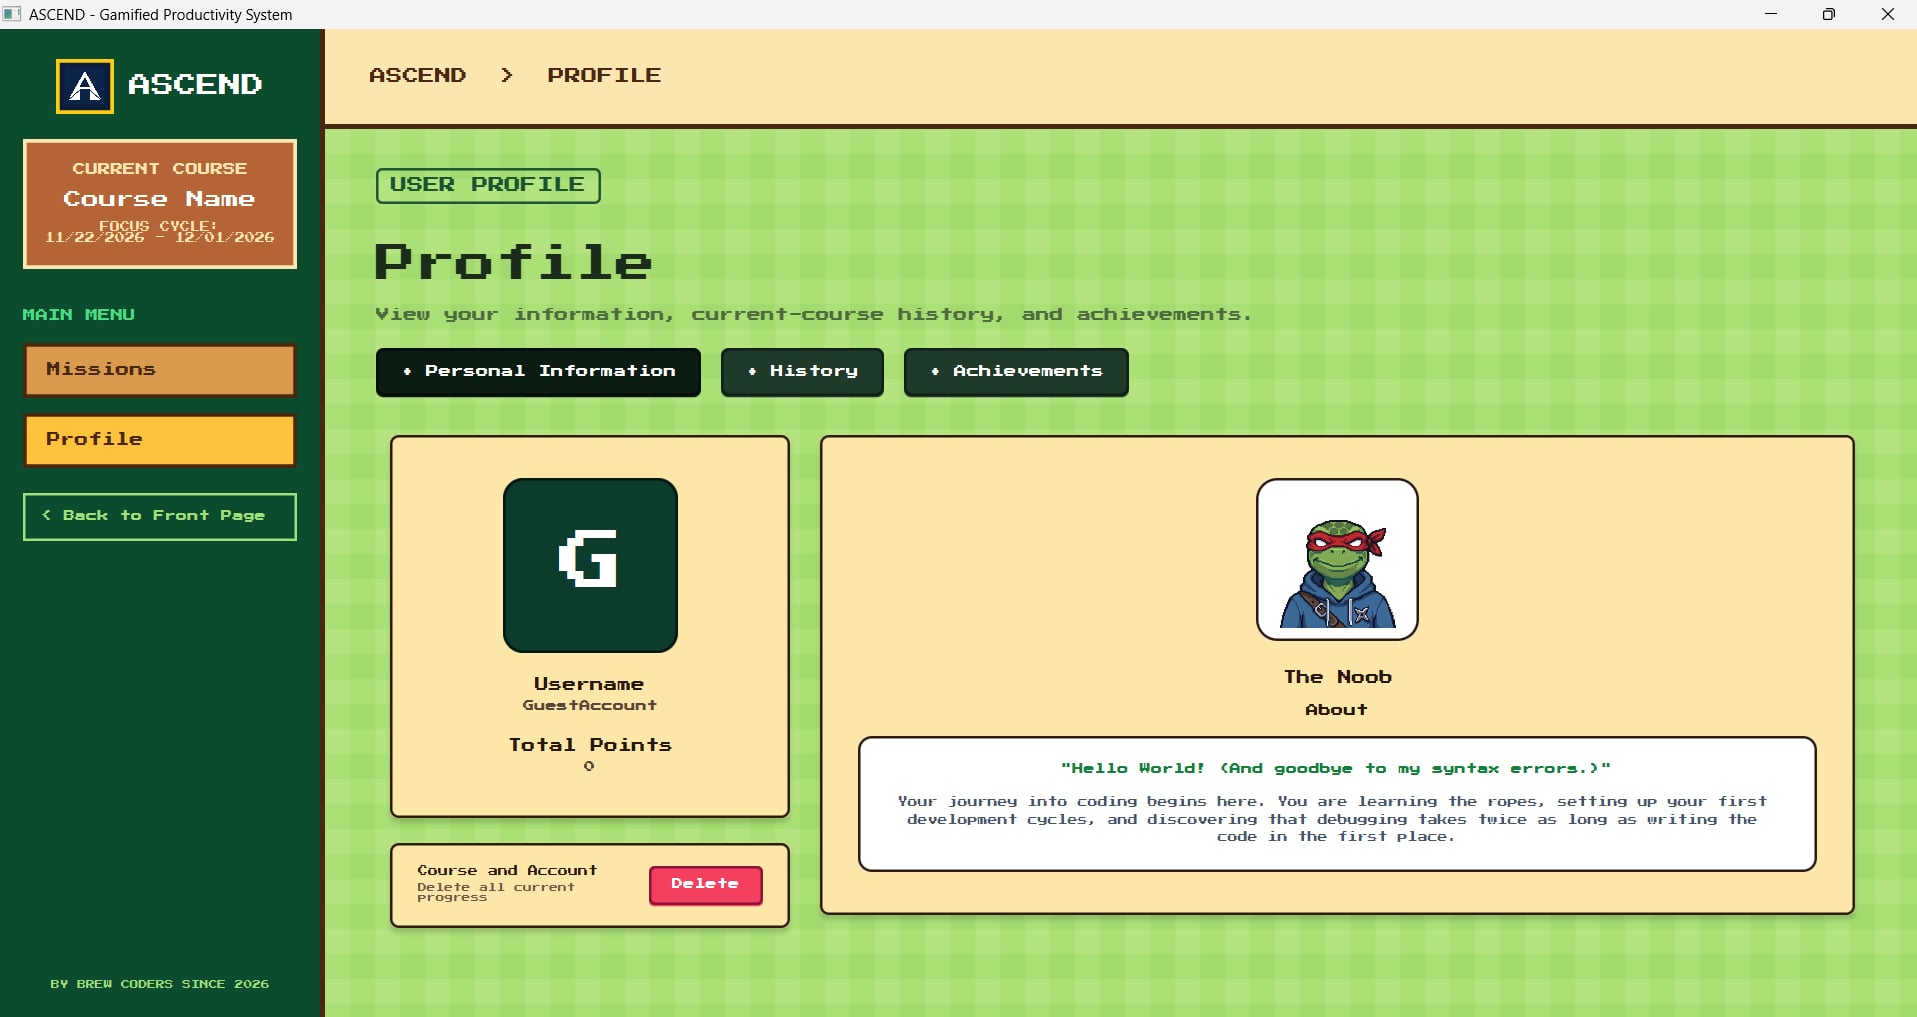 ASCEND - Gamified Productivity System
A ASCEND
CURRENT COURSE
Course Name
FOCUS CYCLE:
11/22/2026 - 12/01/2026
MAIN MENU
Missions
Profile
< Back to Front Page
BY BREW CODERS SINCE 2026
ASCEND > PROFILE
USER PROFILE
Profile
View your information, current-course history, and achievements.
• Personal Information
• History
• Achievements
G
Username
GuestAccount
Total Points
0
Course and Account
Delete all current
progress
Delete
The Noob
About
"Hello World! (And goodbye to my syntax errors.)"
Your journey into coding begins here. You are learning the ropes, setting up your first
development cycles, and discovering that debugging takes twice as long as writing the
code in the first place.